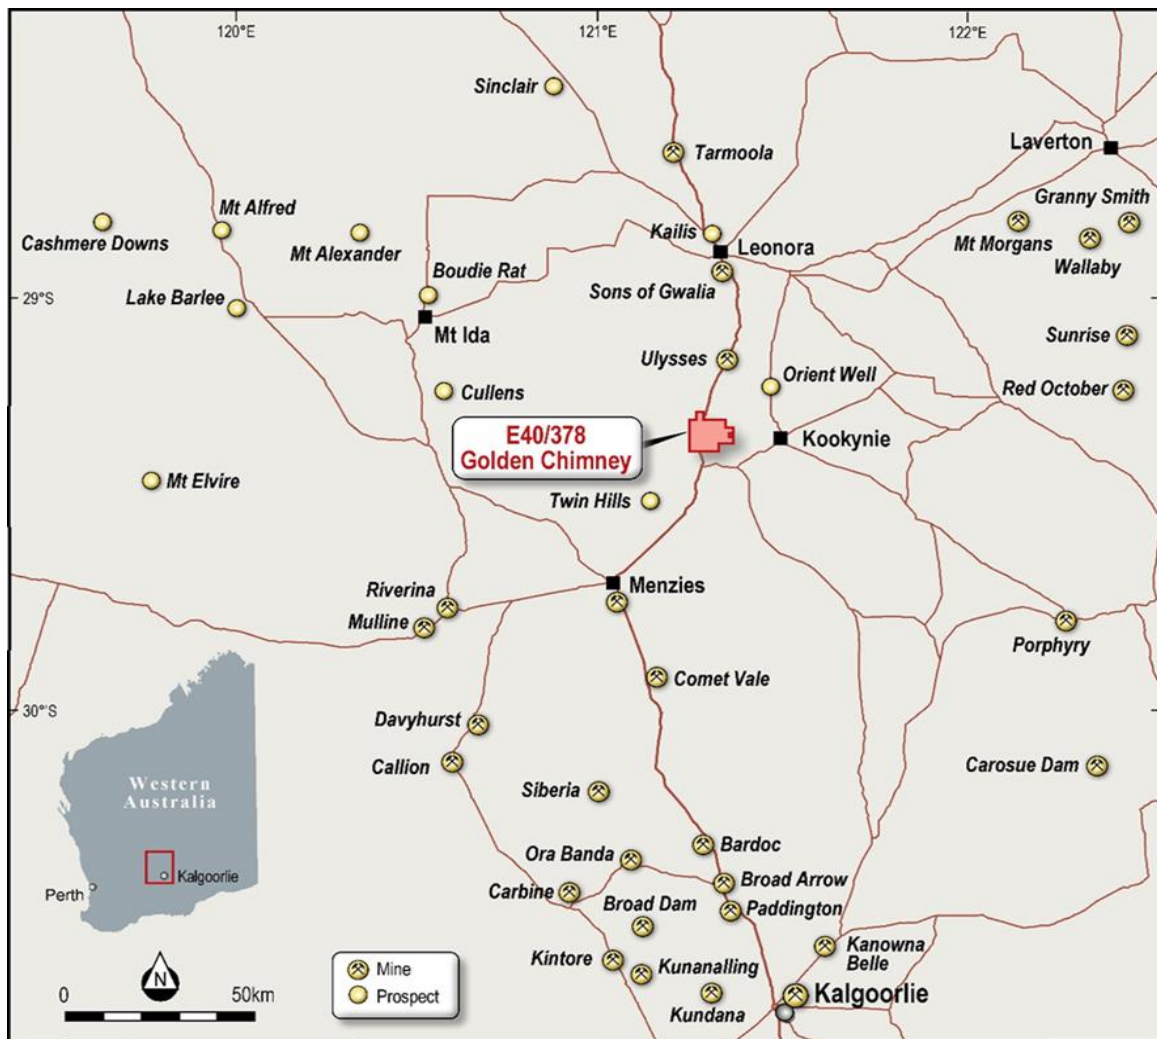 120°E
121°E
122°E
Sinclair
Tarmoola
Laverton
Granny Smith
Mt Alfred
Cashmere Downs
Mt Alexander
Kailis
Leonora
Mt Morgans
Wallaby
Boudie Rat
Sons of Gwalia
29°S
Lake Barlee
Mt Ida
Sunrise
Ulysses
Orient Well
Red October
Cullens
E40/378
Golden Chimney
Kookynie
Mt Elvire
Twin Hills
Menzies
Riverina
Mulline
Porphyry
Comet Vale
30°S
Davyhurst
Callion
Carosue Dam
Siberia
Western
Australia
Bardoc
Ora Banda
Broad Arrow
Carbine
Broad Dam
Paddington
Kalgoorlie
Perth
Kanowna
Belle
Kintore
Kunanalling
Kundana
Kalgoorlie
N
0
50km
Mine
Prospect